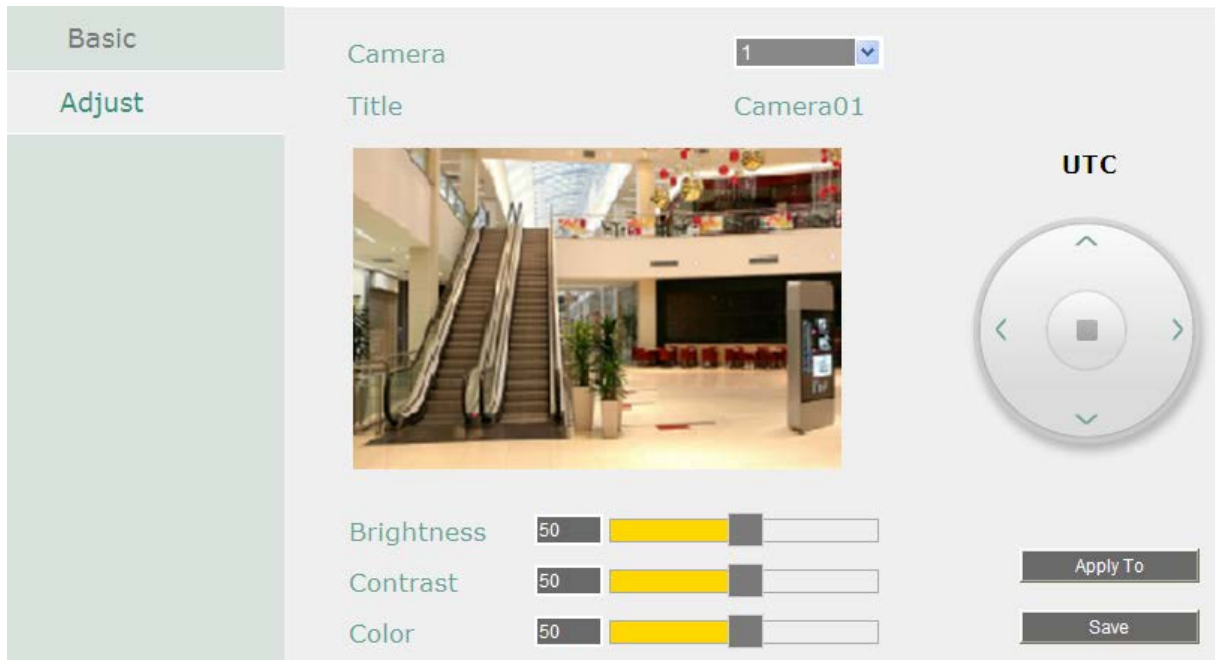 Basic
Adjust
Camera 1
Title Camera01
UTC
Brightness 50
Contrast 50
Color 50
Apply To
Save